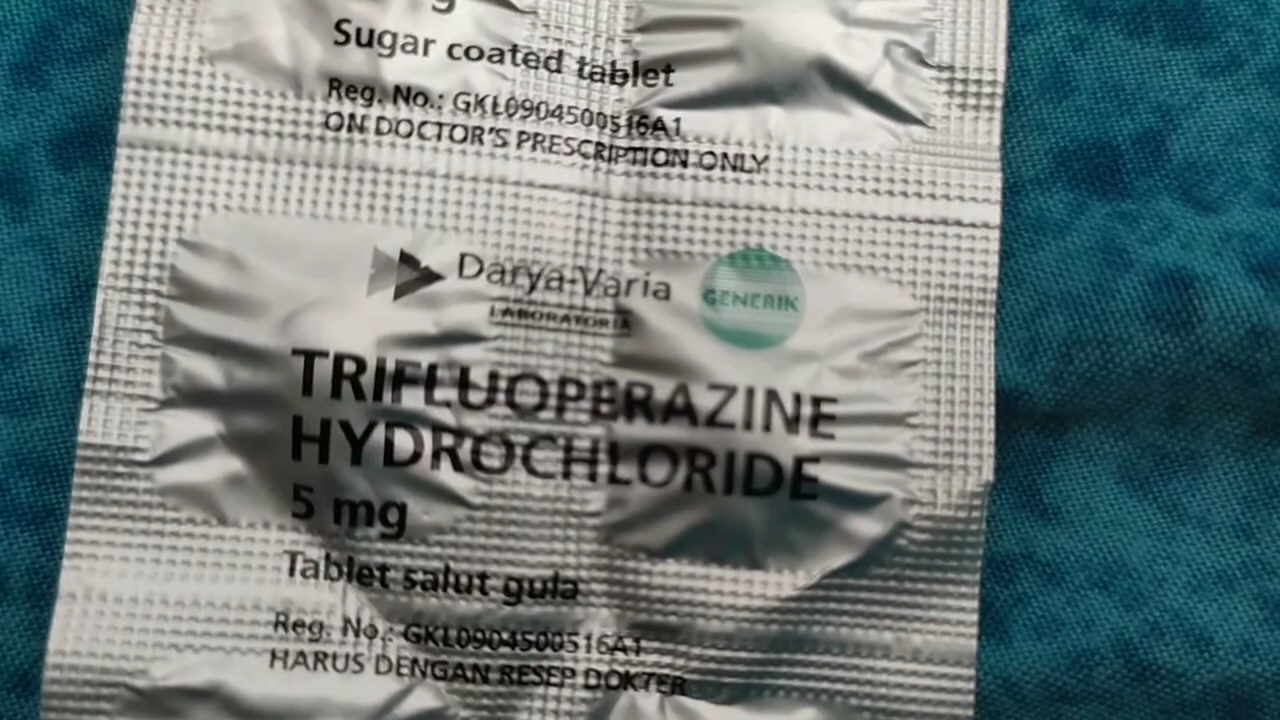 Sugar coated tablet
Reg. No.: GKL0904500516A1
ON DOCTOR'S PRESCRIPTION ONLY
Darya-Varia
LABORATORIA
GENERIK
TRIFLUOPERAZINE
HYDROCHLORIDE
5 mg
Tablet salut gula
Reg. No.: GKL0904500516A1
HARUS DENGAN RESEP DOKTER